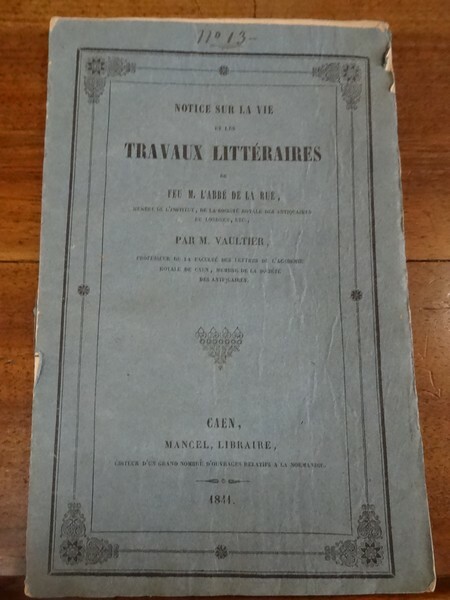 N° 13
NOTICE SUR LA VIE
ET LES
TRAVAUX LITTÉRAIRES
DE
FEU M. L'ABBÉ DE LA RUE,
MEMBRE DE L'INSTITUT, DE LA SOCIÉTÉ ROYALE DES ANTIQUAIRES
DE LONDRES, ETC.,
PAR M. VAULTIER,
PROFESSEUR DE LA FACULTÉ DES LETTRES DE L'ACADÉMIE
ROYALE DE CAEN, MEMBRE DE LA SOCIÉTÉ
DES ANTIQUAIRES.
CAEN,
MANCEL, LIBRAIRE,
ÉDITEUR D'UN GRAND NOMBRE D'OUVRAGES RELATIFS A LA NORMANDIE.
1841.